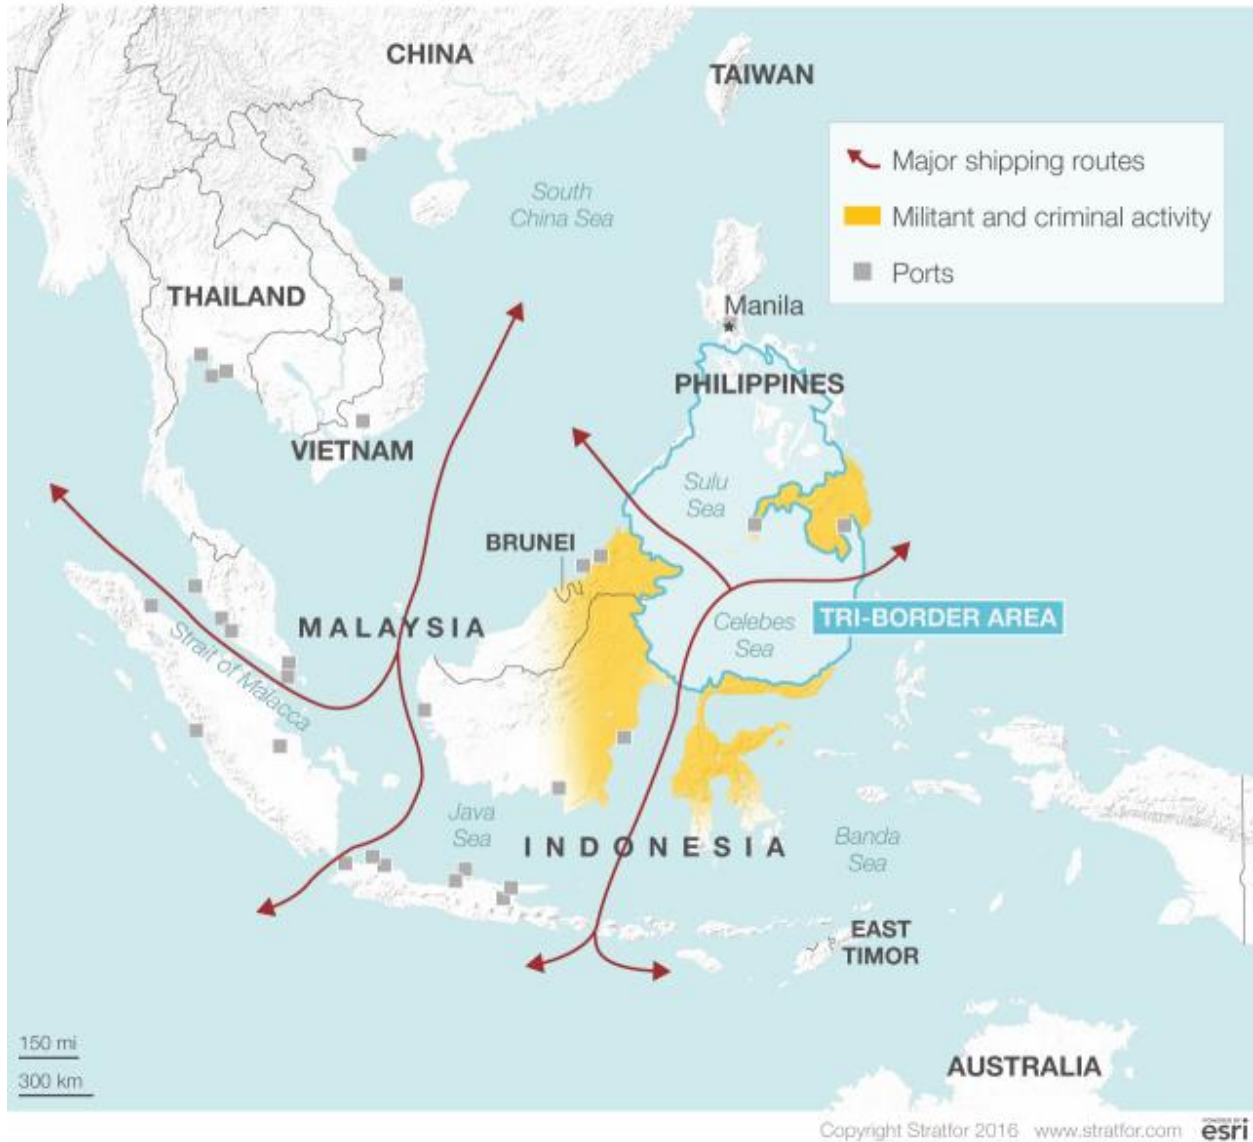 CHINA
TAIWAN
Major shipping routes
Militant and criminal activity
Ports
South
China Sea
THAILAND
Manila
PHILIPPINES
VIETNAM
Sulu
Sea
BRUNEI
MALAYSIA
TRI-BORDER AREA
Celebes
Sea
Strait of Malacca
Java
Sea
INDONESIA
Banda
Sea
EAST
TIMOR
150 mi
300 km
AUSTRALIA
Copyright Stratfor 2016 www.stratfor.com
POWERED BY
esri